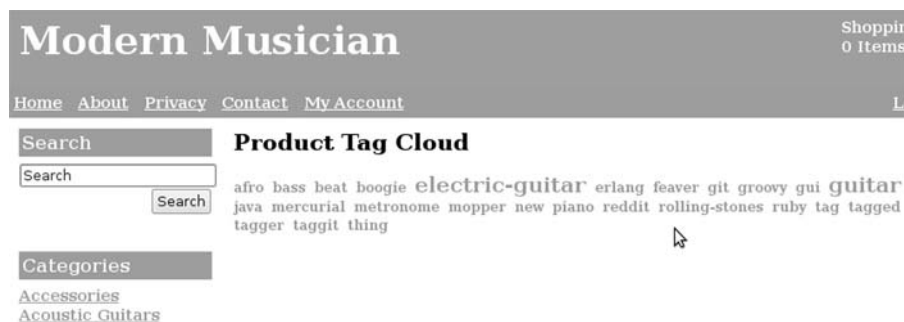 Modern Musician
0 Items
Home About Privacy Contact My Account
Search
Search
Search
Categories
Accessories
Acoustic Guitars
Product Tag Cloud
afro bass beat boogie electric-guitar erlang feaver git groovy gui guitar
java mercurial metronome mopper new piano reddit rolling-stones ruby tag tagged
tagger taggit thing